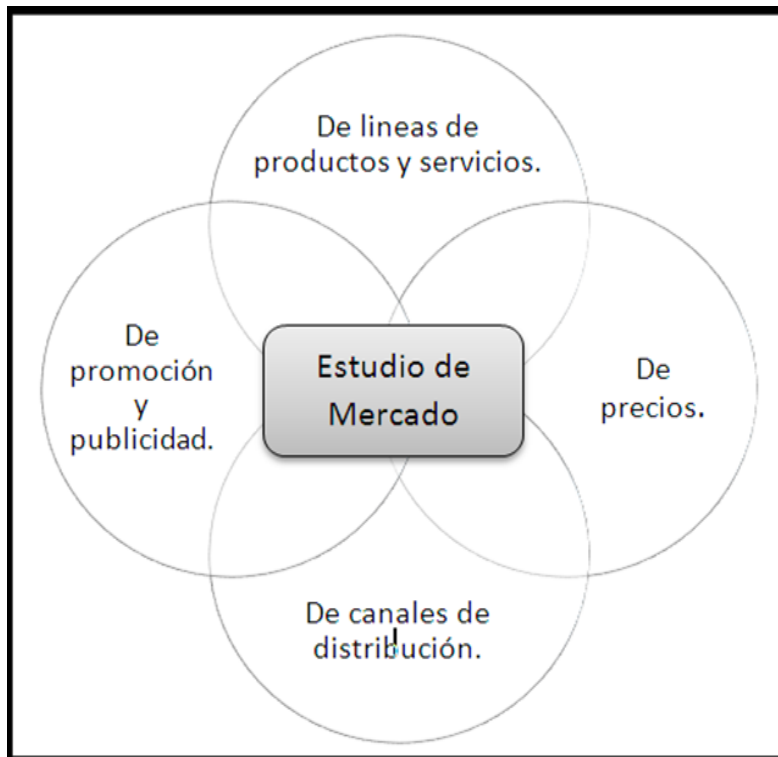 De lineas de
productos y servicios.
De
promoción
y
publicidad.
Estudio de
Mercado
De
precios.
De canales de
distribución.